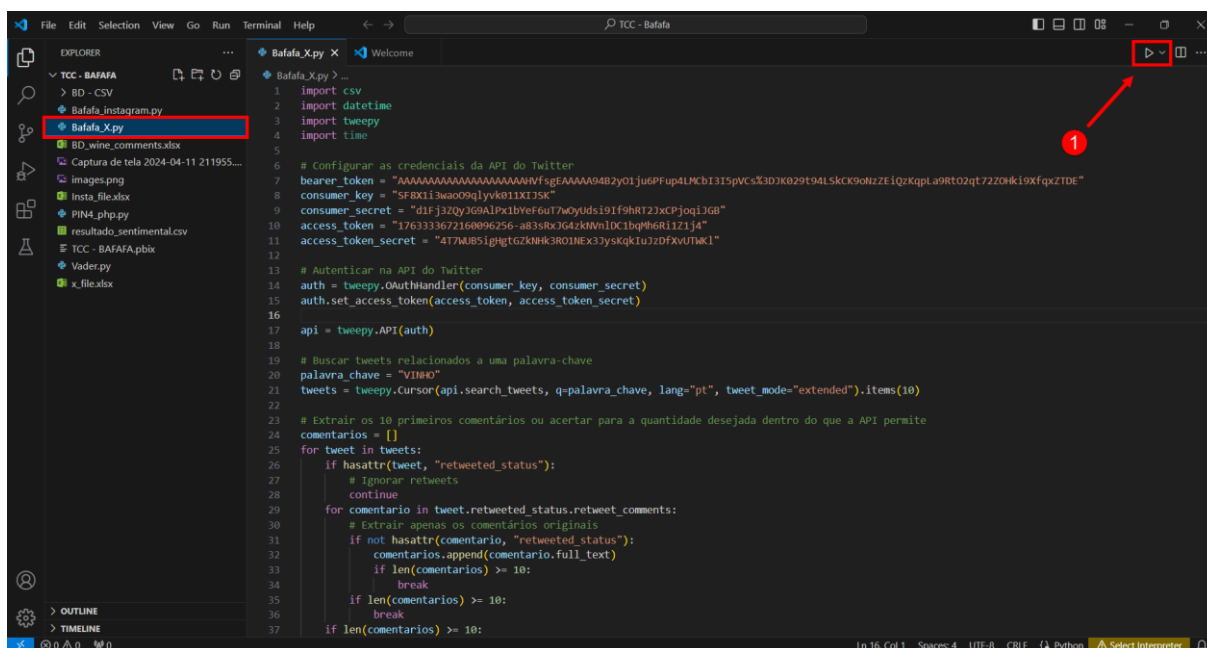 File Edit Selection View Go Run Terminal Help
TCC - Bafafa
EXPLORER
TCC - BAFAFA
BD - CSV
Bafafa_instagram.py
Bafafa_X.py
BD_wine_comments.xlsx
Captura de tela 2024-04-11 211955....
images.png
Insta_file.xlsx
PIN4_php.py
resultado_sentimental.csv
TCC - BAFAFA.pbix
Vader.py
x_file.xlsx
OUTLINE
TIMELINE
Bafafa_X.py Welcome
Bafafa_X.py > ...
1
1 import csv
2 import datetime
3 import tweepy
4 import time
5
6 # Configurar as credenciais da API do Twitter
7 bearer_token =
8 consumer_key =
9 consumer_secret =
10 access_token =
11 access_token_secret =
12
13 # Autenticar na API do Twitter
14 auth = tweepy.OAuthHandler(consumer_key, consumer_secret)
15 auth.set_access_token(access_token, access_token_secret)
16
17 api = tweepy.API(auth)
18
19 # Buscar tweets relacionados a uma palavra-chave
20 palavra_chave = "VINHO"
21 tweets = tweepy.Cursor(api.search_tweets, q=palavra_chave, lang="pt", tweet_mode="extended").items(10)
22
23 # Extrair os 10 primeiros comentários ou acertar para a quantidade desejada dentro do que a API permite
24 comentarios = []
25 for tweet in tweets:
26 if hasattr(tweet, "retweeted_status"):
27 # Ignorar retweets
28 continue
29 for comentario in tweet.retweeted_status.retweet_comments:
30 # Extrair apenas os comentários originais
31 if not hasattr(comentario, "retweeted_status"):
32 comentarios.append(comentario.full_text)
33 if len(comentarios) >= 10:
34 break
35 if len(comentarios) >= 10:
36 break
37 if len(comentarios) >= 10:
0 0 0 Ln 16, Col 1 Spaces: 4 UTF-8 CRLF Python Select Interpreter